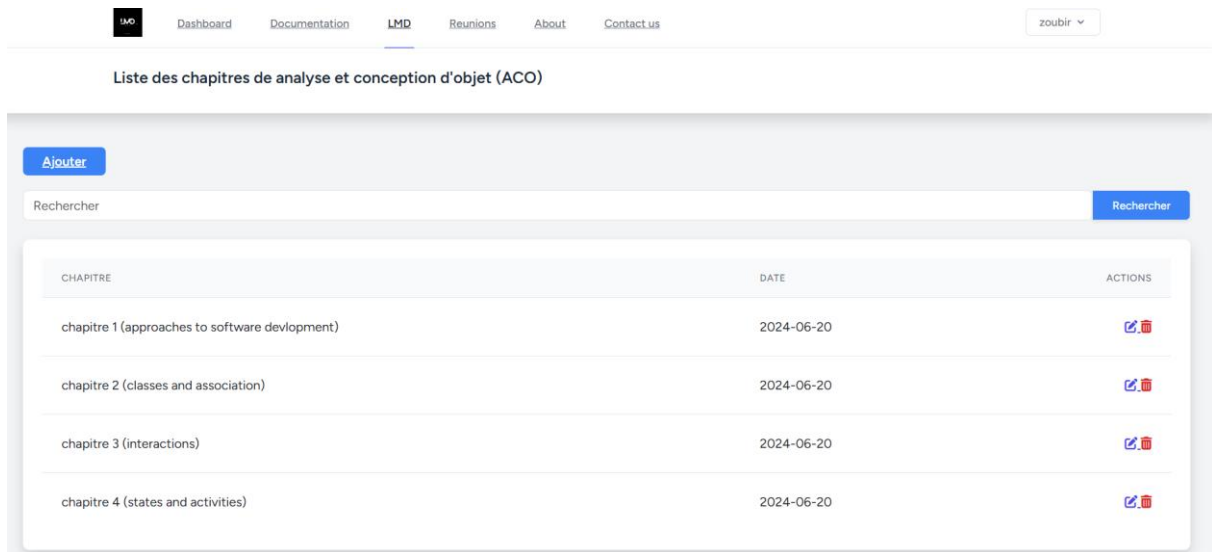 LMD
Dashboard Documentation LMD Reunions About Contact us zoubir
Liste des chapitres de analyse et conception d'objet (ACO)
Ajouter
Rechercher Rechercher
CHAPITRE DATE ACTIONS
chapitre 1 (approaches to software devlopment) 2024-06-20
chapitre 2 (classes and association) 2024-06-20
chapitre 3 (interactions) 2024-06-20
chapitre 4 (states and activities) 2024-06-20